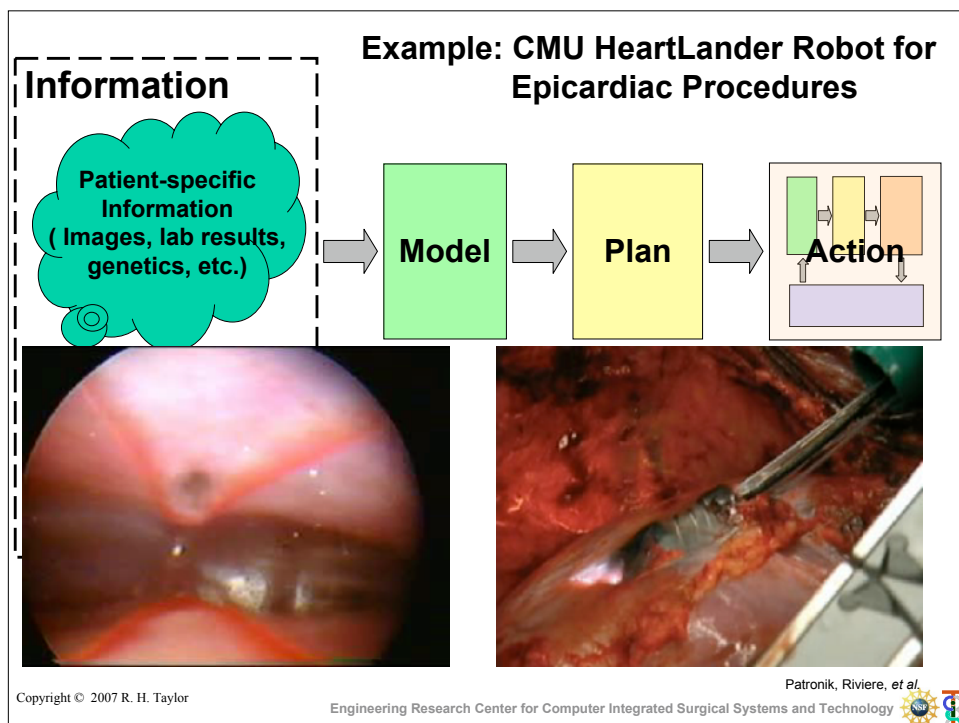 Example: CMU HeartLander Robot for
Epicardiac Procedures
Information
Patient-specific
Information
( Images, lab results,
genetics, etc.)
Model
Plan
Action
Patronik, Riviere, et al.
Copyright © 2007 R. H. Taylor
Engineering Research Center for Computer Integrated Surgical Systems and Technology
NSF